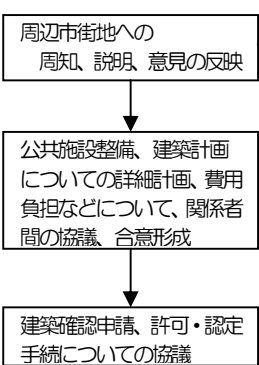 周辺市街地への
周知、説明、意見の反映
公共施設整備、建築計画
についての詳細計画、費用
負担などについて、関係者
間の協議、合意形成
建築確認申請、許可・認定
手続についての協議